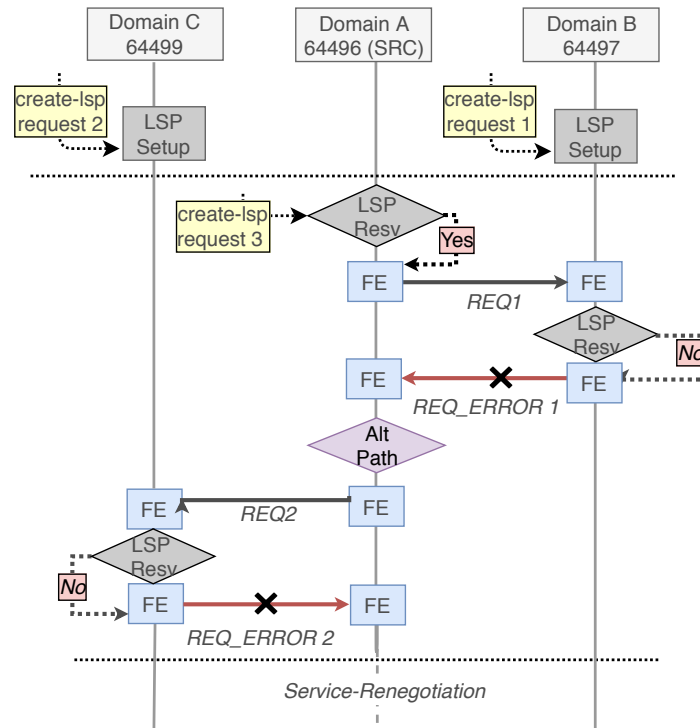 Domain C
64499
Domain A
64496 (SRC)
Domain B
64497
create-lsp
request 2
LSP
Setup
create-lsp
request 1
LSP
Setup
create-lsp
request 3
LSP
Resv
Yes
FE
REQ1
FE
LSP
Resv
No
FE
REQ_ERROR 1
FE
Alt
Path
FE
REQ2
FE
LSP
Resv
No
FE
REQ_ERROR 2
FE
Service-Renegotiation